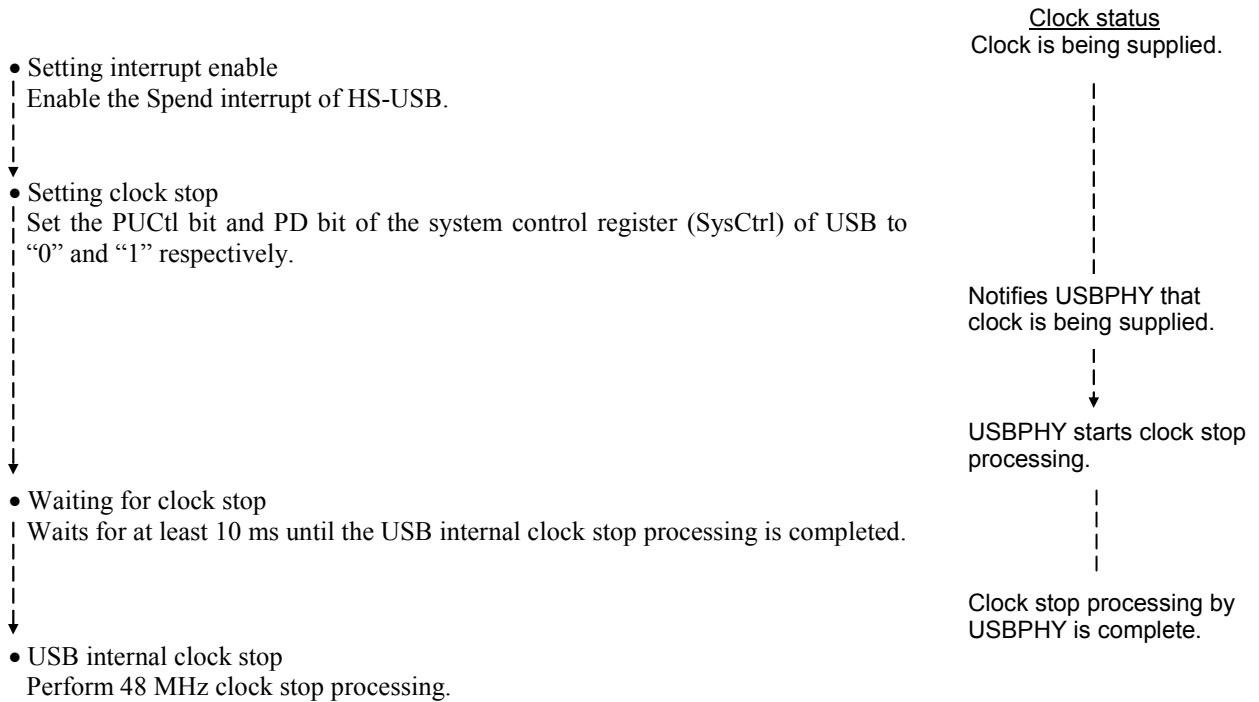 • Setting interrupt enable
Enable the Spend interrupt of HS-USB.
• Setting clock stop
Set the PUCtl bit and PD bit of the system control register (SysCtrl) of USB to
“0” and “1” respectively.
• Waiting for clock stop
Waits for at least 10 ms until the USB internal clock stop processing is completed.
• USB internal clock stop
Perform 48 MHz clock stop processing.
Clock status
Clock is being supplied.
Notifies USBPHY that
clock is being supplied.
USBPHY starts clock stop
processing.
Clock stop processing by
USBPHY is complete.